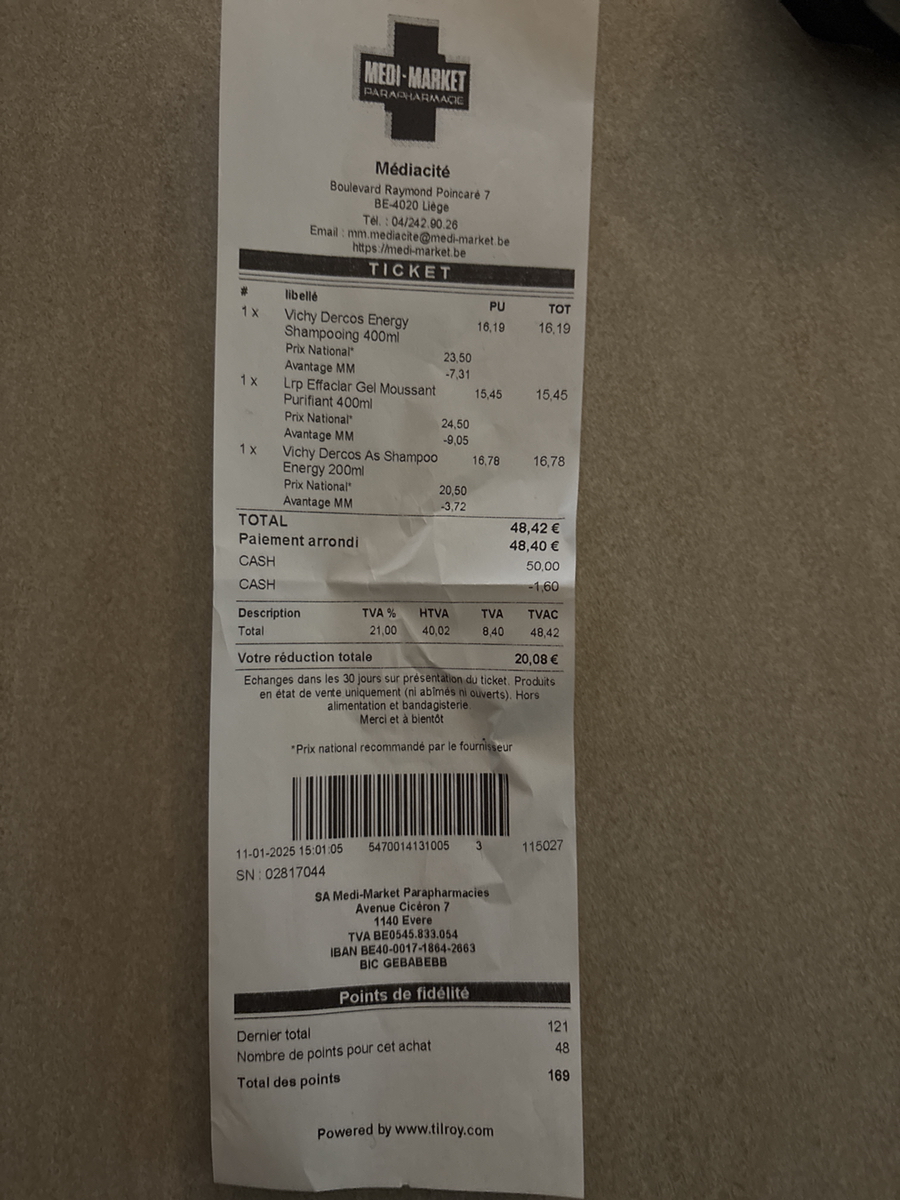 MEDI-MARKET
PARAPHARMACIE
Médiacité
Boulevard Raymond Poincaré 7
BE-4020 Liège
Tél. : 04/242.90.26
Email : mm.mediacite@medi-market.be
https://medi-market.be
TICKET
# libellé PU TOT
1 x Vichy Dercos Energy 16,19 16,19
Shampooing 400ml
Prix National* 23,50
Avantage MM -7,31
1 x Lrp Effaclar Gel Moussant 15,45 15,45
Purifiant 400ml
Prix National* 24,50
Avantage MM -9,05
1 x Vichy Dercos As Shampoo 16,78 16,78
Energy 200ml
Prix National* 20,50
Avantage MM -3,72
TOTAL 48,42 €
Paiement arrondi 48,40 €
CASH 50,00
CASH -1,60
Description TVA % HTVA TVA TVAC
Total 21,00 40,02 8,40 48,42
Votre réduction totale 20,08 €
Echanges dans les 30 jours sur présentation du ticket. Produits
en état de vente uniquement (ni abîmés ni ouverts). Hors
alimentation et bandagisterie.
Merci et à bientôt
*Prix national recommandé par le fournisseur
11-01-2025 15:01:05 5470014131005 3 115027
SN : 02817044
SA Medi-Market Parapharmacies
Avenue Cicéron 7
1140 Evere
TVA BE0545.833.054
IBAN BE40-0017-1864-2663
BIC GEBABEBB
Points de fidélité
Dernier total 121
Nombre de points pour cet achat 48
Total des points 169
Powered by www.tilroy.com